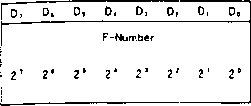 D₇ D₆ D₅ D₄ D₃ D₂ D₁ D₀
F-Number
2⁷ 2⁶ 2⁵ 2⁴ 2³ 2² 2¹ 2⁰